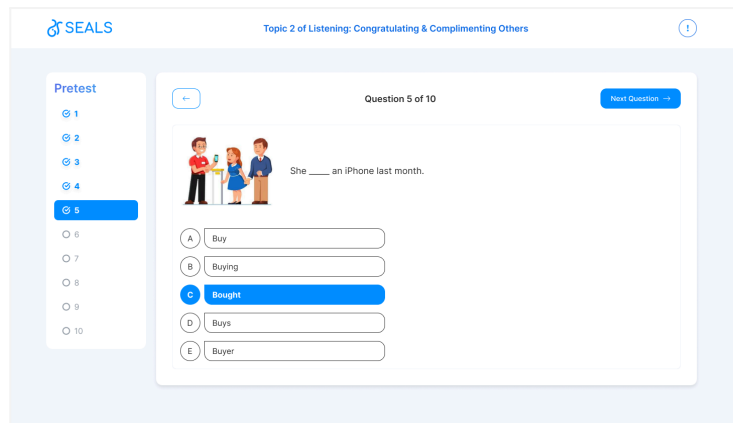 SEALS
Topic 2 of Listening: Congratulating & Complimenting Others
!
Pretest
1
2
3
4
5
6
7
8
9
10
←
Question 5 of 10
Next Question →
She ____ an iPhone last month.
A Buy
B Buying
C Bought
D Buys
E Buyer